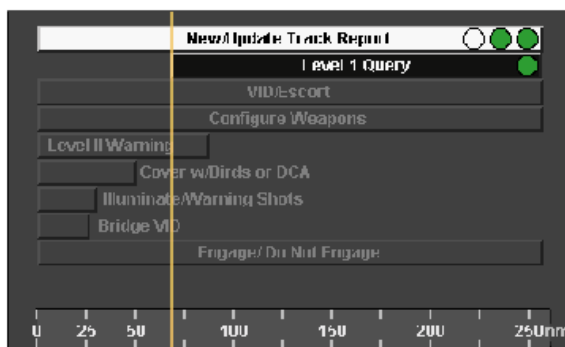 New/Update Track Report
Level 1 Query
VID/Escort
Configure Weapons
Level II Warning
Cover w/Birds or DCA
Illuminate/Warning Shots
Bridge VID
Engage/ Do Not Engage
0 25 50 100 150 200 250nm